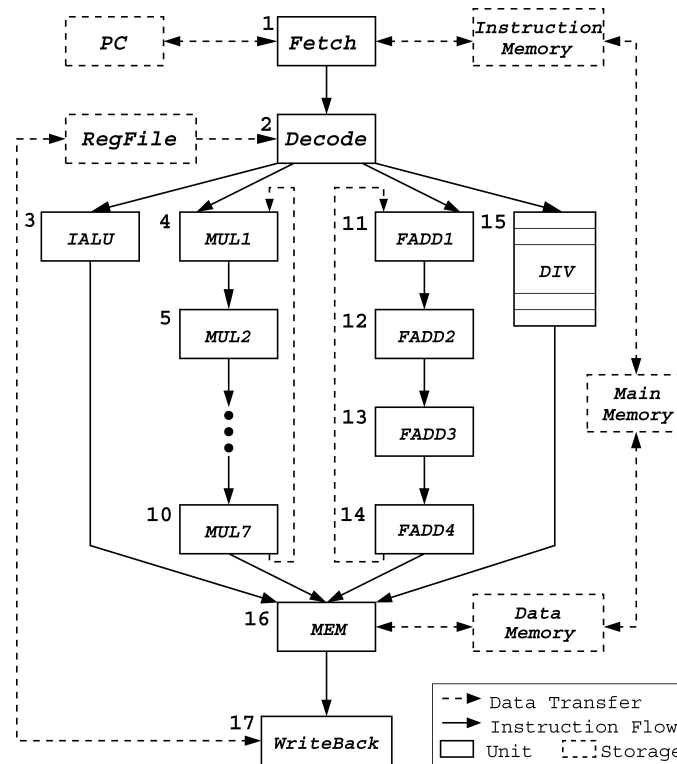 1
PC
Fetch
Instruction
Memory
2
RegFile
Decode
3
IALU
4
MUL1
11
FADD1
15
DIV
5
MUL2
12
FADD2
Main
Memory
13
FADD3
10
MUL7
14
FADD4
16
MEM
Data
Memory
17
WriteBack
Data Transfer
Instruction Flow
Unit
Storage